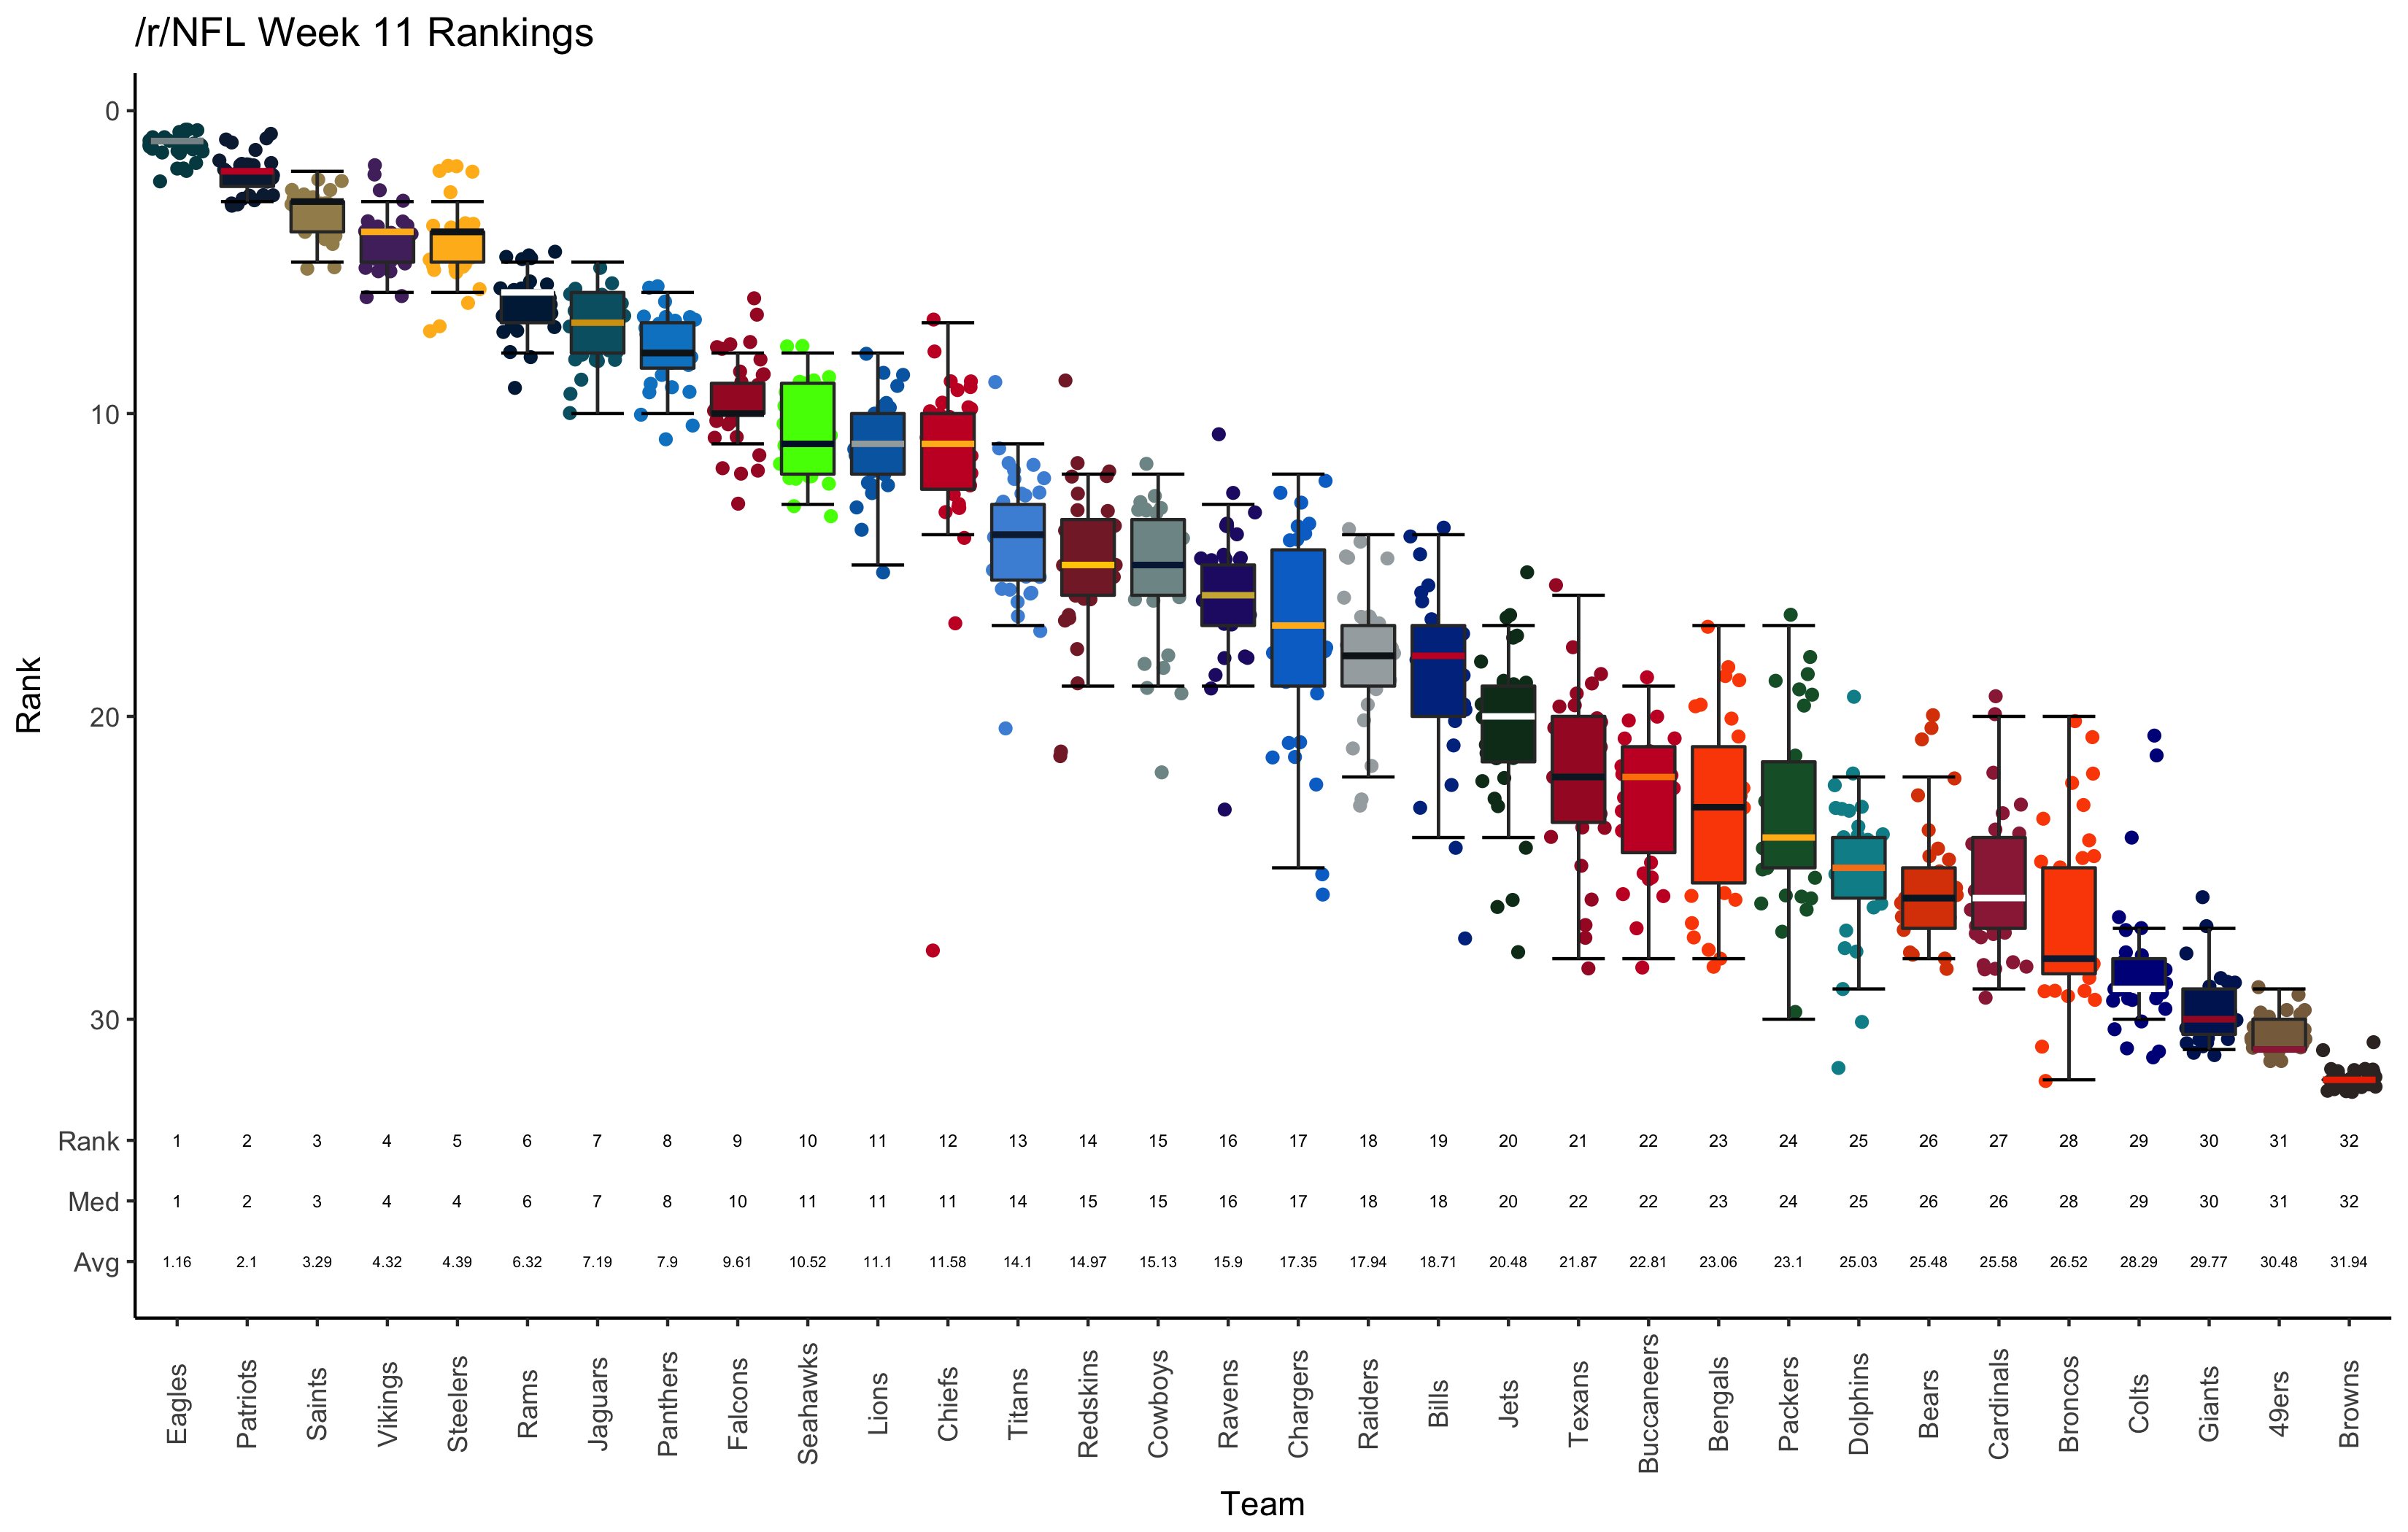 /r/NFL Week 11 Rankings
0
10
20
30
Rank
Rank 1 2 3 4 5 6 7 8 9 10 11 12 13 14 15 16 17 18 19 20 21 22 23 24 25 26 27 28 29 30 31 32
Med 1 2 3 4 4 6 7 8 10 11 11 11 14 15 15 16 17 18 18 20 22 22 23 24 25 26 26 28 29 30 31 32
Avg 1.16 2.1 3.29 4.32 4.39 6.32 7.19 7.9 9.61 10.52 11.1 11.58 14.1 14.97 15.13 15.9 17.35 17.94 18.71 20.48 21.87 22.81 23.06 23.1 25.03 25.48 25.58 26.52 28.29 29.77 30.48 31.94
Eagles Patriots Saints Vikings Steelers Rams Jaguars Panthers Falcons Seahawks Lions Chiefs Titans Redskins Cowboys Ravens Chargers Raiders Bills Jets Texans Buccaneers Bengals Packers Dolphins Bears Cardinals Broncos Colts Giants 49ers Browns
Team